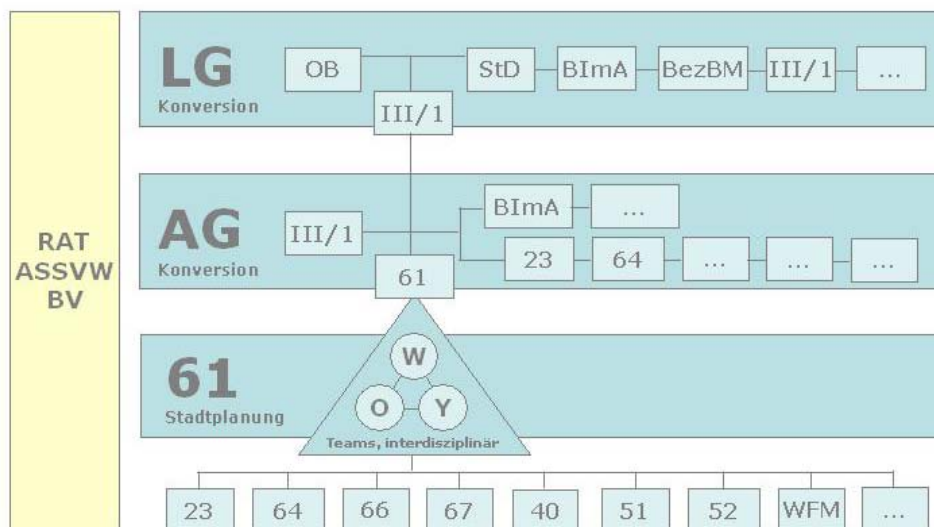 RAT
ASSVW
BV
LG
Konversion
OB
StD
BImA
BezBM
III/1
...
III/1
AG
Konversion
III/1
BImA
...
23
64
...
...
...
61
61
Stadtplanung
W
O
Y
Teams, interdisziplinär
23
64
66
67
40
51
52
WFM
...